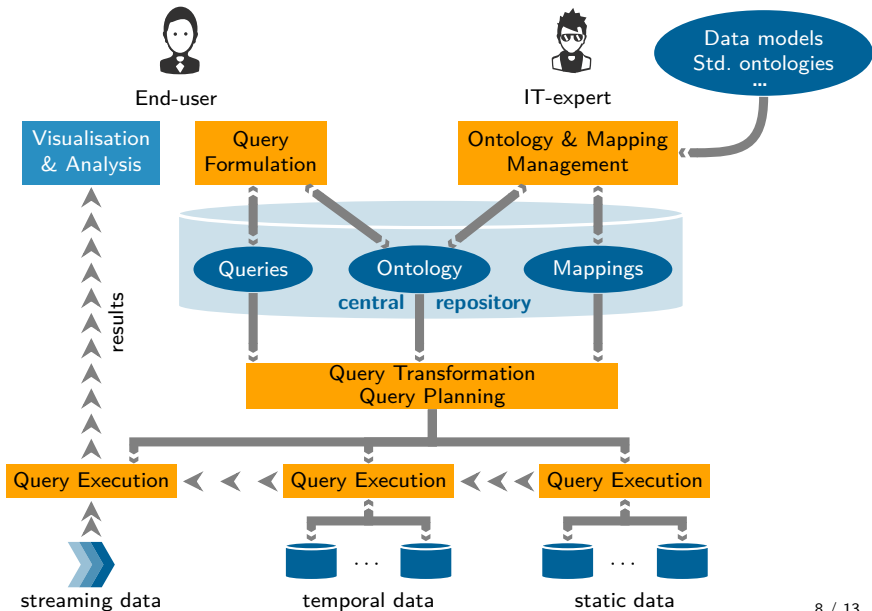 Data models
Std. ontologies
...
End-user
IT-expert
Visualisation
& Analysis
Query
Formulation
Ontology & Mapping
Management
Queries
Ontology
Mappings
central repository
results
Query Transformation
Query Planning
Query Execution
Query Execution
Query Execution
...
...
streaming data
temporal data
static data
8 / 13